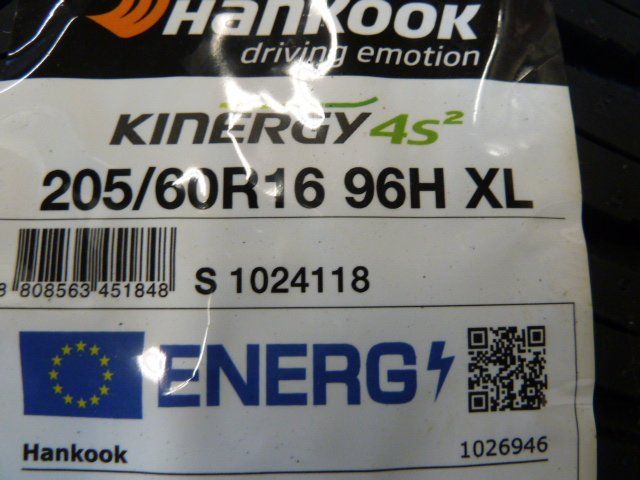 HANKOOK
driving emotion
KINERGY 4S²
205/60R16 96H XL
8 808563 451848 S 1024118
ENERG
Hankook 1026946